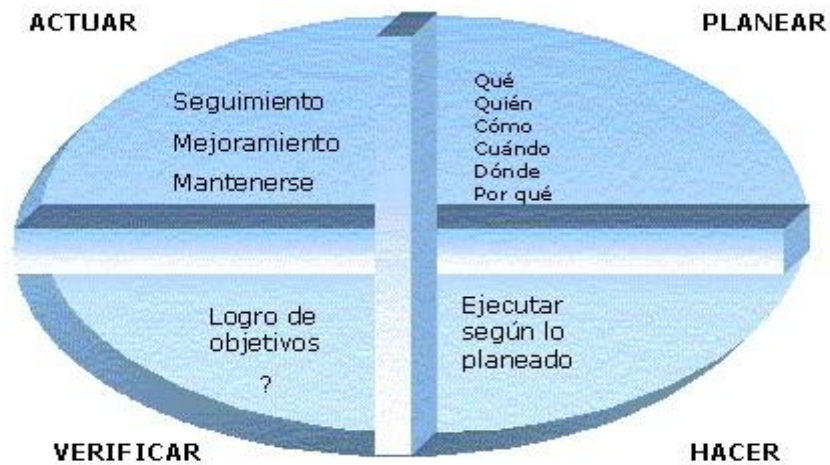 ACTUAR
PLANEAR
Seguimiento
Mejoramiento
Mantenerse
Qué
Quién
Cómo
Cuándo
Dónde
Por qué
Logro de
objetivos
?
Ejecutar
según lo
planeado
VERIFICAR
HACER